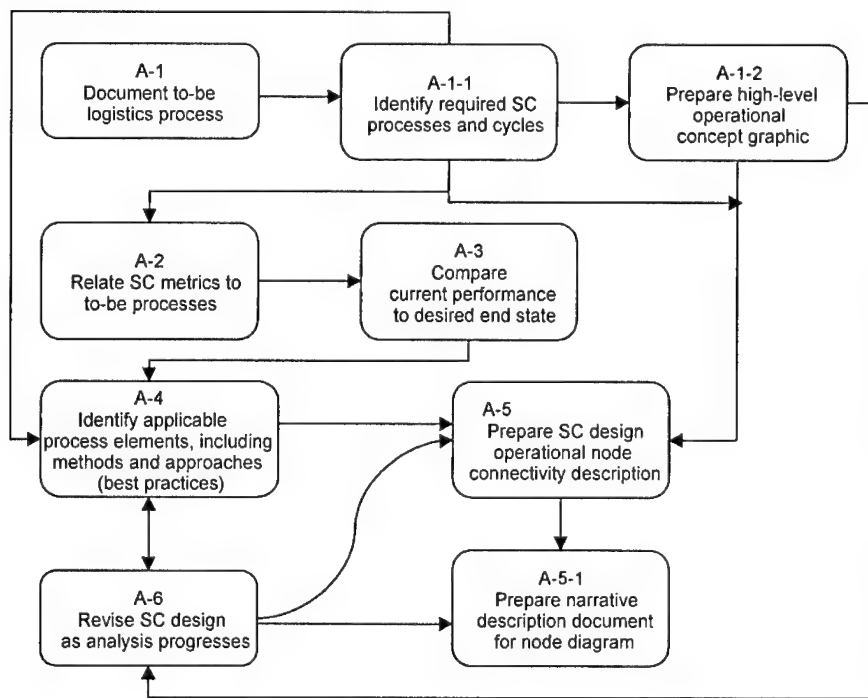 A-1
Document to-be
logistics process
A-1-1
Identify required SC
processes and cycles
A-1-2
Prepare high-level
operational
concept graphic
A-2
Relate SC metrics to
to-be processes
A-3
Compare
current performance
to desired end state
A-4
Identify applicable
process elements, including
methods and approaches
(best practices)
A-5
Prepare SC design
operational node
connectivity description
A-6
Revise SC design
as analysis progresses
A-5-1
Prepare narrative
description document
for node diagram